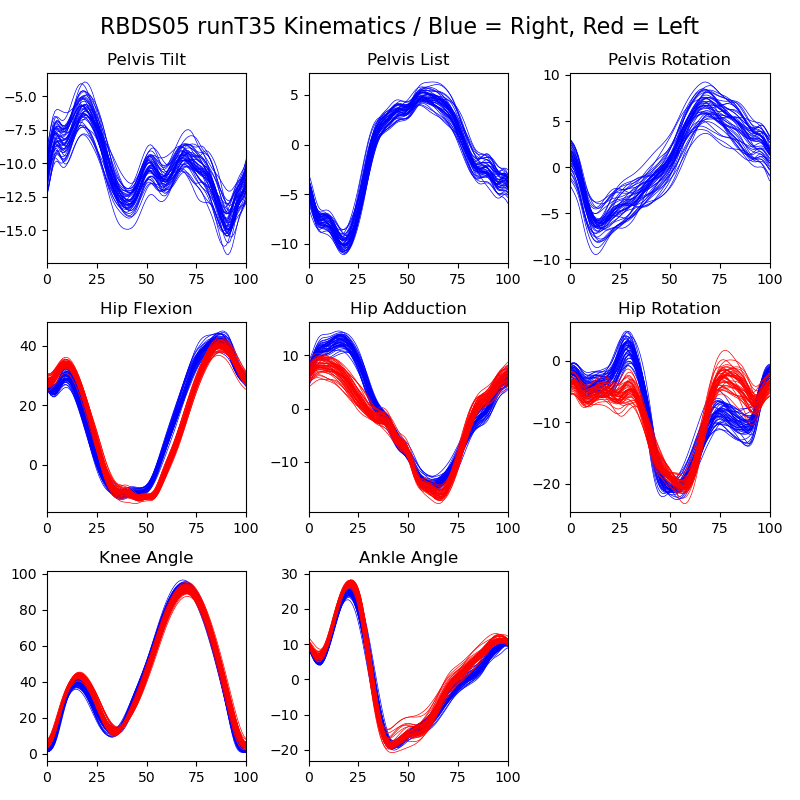 RBDS05 runT35 Kinematics / Blue = Right, Red = Left
Pelvis Tilt
Pelvis List
Pelvis Rotation
−5.0
−7.5
−10.0
−12.5
−15.0
0 25 50 75 100
5
0
−5
−10
0 25 50 75 100
10
5
0
−5
−10
0 25 50 75 100
Hip Flexion
Hip Adduction
Hip Rotation
40
20
0
0 25 50 75 100
10
0
−10
0 25 50 75 100
0
−10
−20
0 25 50 75 100
Knee Angle
Ankle Angle
100
80
60
40
20
0
0 25 50 75 100
30
20
10
0
−10
−20
0 25 50 75 100